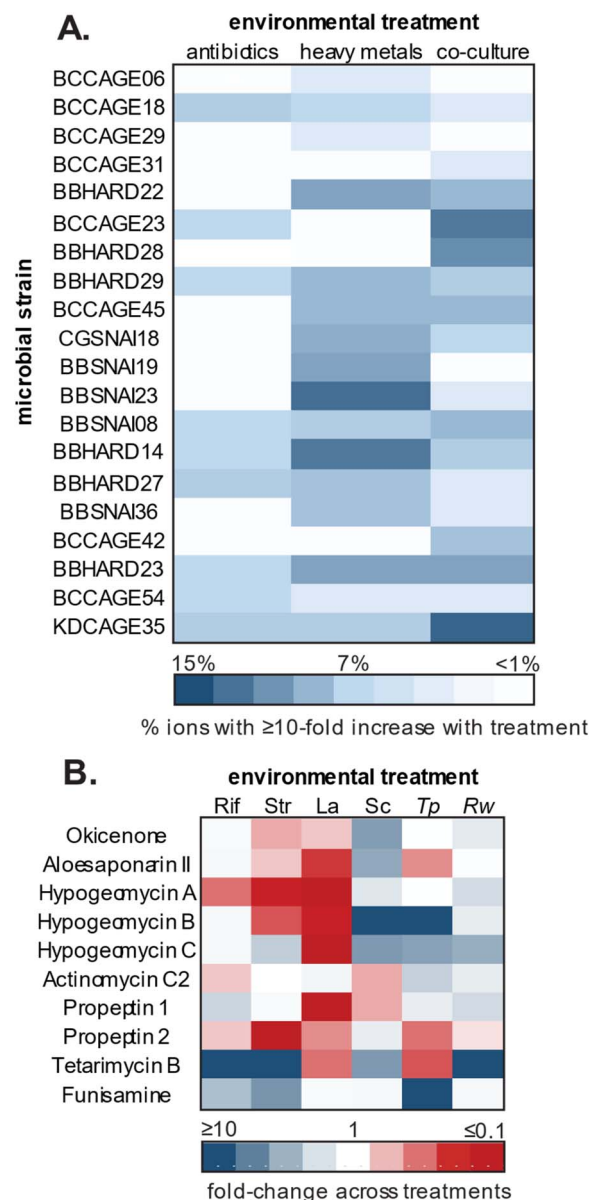 A.
environmental treatment
antibiotics heavy metals co-culture
microbial strain
BCCAGE06
BCCAGE18
BCCAGE29
BCCAGE31
BBHARD22
BCCAGE23
BBHARD28
BBHARD29
BCCAGE45
CGSNAI18
BBSNAI19
BBSNAI23
BBSNAI08
BBHARD14
BBHARD27
BBSNAI36
BCCAGE42
BBHARD23
BCCAGE54
KDCAGE35
15% 7% <1%
% ions with ≥10-fold increase with treatment
B.
environmental treatment
Rif Str La Sc Tp Rw
Okicenone
Aloesaponarin II
Hypogeomycin A
Hypogeomycin B
Hypogeomycin C
Actinomycin C2
Propeptin 1
Propeptin 2
Tetarimycin B
Funisamine
≥10 1 ≤0.1
fold-change across treatments